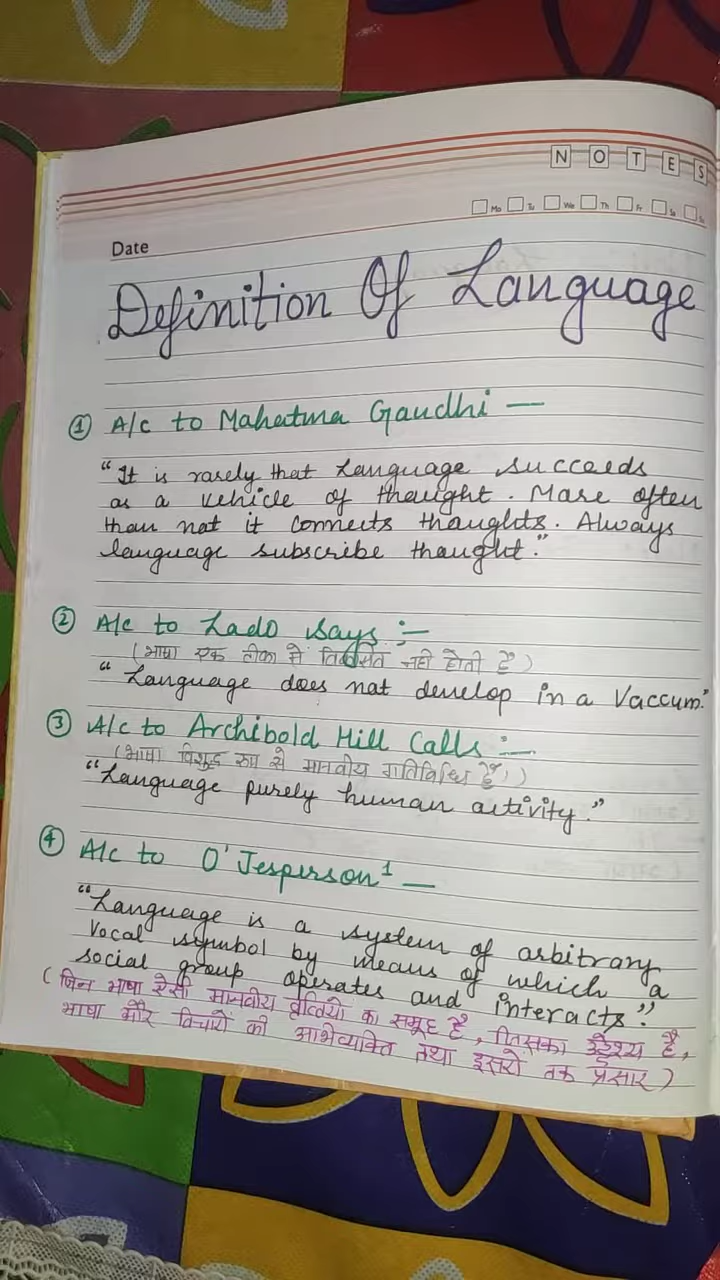 N O T E S
Mo Tu We Th Fr Sa Su
Date
Definition Of Language
① A/c to Mahatma Gandhi —
"It is rarely that Language succeeds
as a vehicle of thought. More often
than not it connects thoughts. Always
language subscribe thought."
② A/c to Lado says :—
(भाषा एक टीका में विकसित नही होती है)
"Language does not develop in a Vaccum."
③ A/c to Archibold Hill Calls :—
(भाषा विशुद्ध रूप से मानवीय गतिविधि है।)
"Language purely human activity."
④ A/c to O' Jesperson¹ —
"Language is a system of arbitrary
vocal symbol by means of which a
social group operates and interacts."
(जिन भाषा ऐसी मानवीय वृत्तियो का समूह है, जिसका उद्देश्य है,
भाषा और विचारों की अभिव्यक्ति तथा दूसरों तक प्रसार)